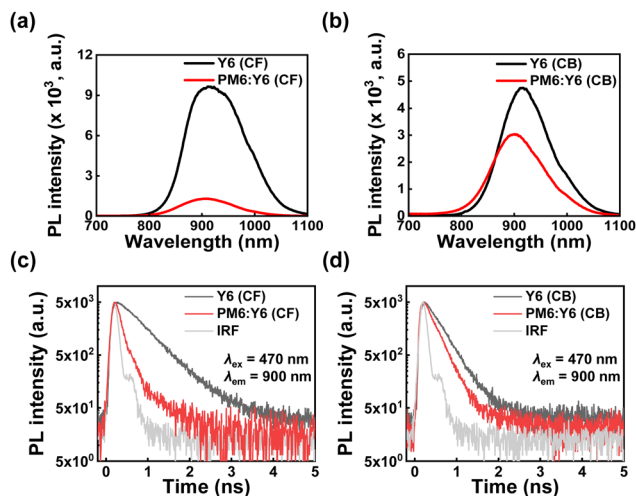 (a)
PL intensity (x 10³, a.u.)
12
9
6
3
0
Y6 (CF)
PM6:Y6 (CF)
700 800 900 1000 1100
Wavelength (nm)
(b)
PL intensity (x 10³, a.u.)
6
5
4
3
2
1
0
Y6 (CB)
PM6:Y6 (CB)
700 800 900 1000 1100
Wavelength (nm)
(c)
PL intensity (a.u.)
5x10³
5x10²
5x10¹
5x10⁰
Y6 (CF)
PM6:Y6 (CF)
IRF
λex = 470 nm
λem = 900 nm
0 1 2 3 4 5
Time (ns)
(d)
PL intensity (a.u.)
5x10³
5x10²
5x10¹
5x10⁰
Y6 (CB)
PM6:Y6 (CB)
IRF
λex = 470 nm
λem = 900 nm
0 1 2 3 4 5
Time (ns)